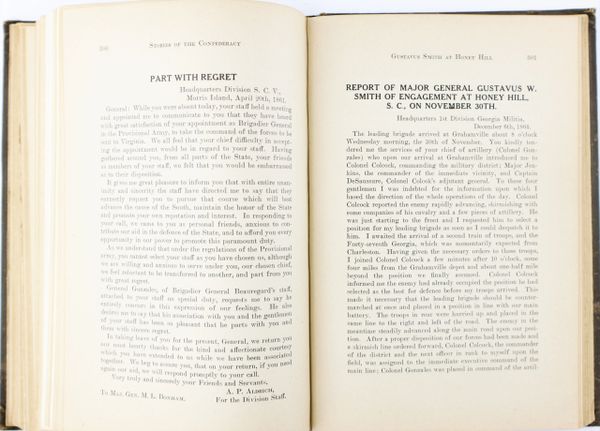 300 STORIES OF THE CONFEDERACY
PART WITH REGRET
Headquarters Division S. C. V.,
Morris Island, April 20th, 1861.
General: While you were absent today, your staff held a meeting
and appointed me to communicate to you that they have heard
with great satisfaction of your appointment as Brigadier General
in the Provisional Army, to take the command of the forces to be
sent to Virginia. We all feel that your chief difficulty in accept-
ing the appointment would be in regard to your staff. Having
gathered around you, from all parts of the State, your friends
as members of your staff, we felt that you would be embarrassed
at to their disposition.
It gives me great pleasure to inform you that with entire unan-
imity and sincerity the staff have directed me to say that they
earnestly request you to pursue that course which will best
advance the cause of the South, maintain the honor of the State
and promote your own reputation and interest. In responding to
your call, we came to you as personal friends, anxious to con-
tribute our aid in the defense of the State, and to afford you every
opportunity in our power to promote this paramount duty.
As we understand that under the regulations of the Provisional
army, you cannot select your staff as you have chosen us, although
we are willing and anxious to serve under you, our chosen chief,
we feel reluctant to be transferred to another, and part from you
with great regret.
General Gonzales, of Brigadier General Beauregard's staff,
attached to your staff on special duty, requests me to say he
entirely concurs in this expression of our feelings. He also
desires me to say that his association with you and the gentlemen
of your staff has been so pleasant that he parts with you and
them with sincere regret.
In taking leave of you for the present, General, we return you
our most hearty thanks for the kind and affectionate courtesy
which you have extended to us while we have been associated
together. We beg to assure you, that on your return, if you need
again our aid, we will respond promptly to your call.
Very truly and sincerely your Friends and Servants,
A. P. ALDRICH,
To MAJ. GEN. M. L. BONHAM. For the Division Staff.
GUSTAVUS SMITH AT HONEY HILL 301
REPORT OF MAJOR GENERAL GUSTAVUS W.
SMITH OF ENGAGEMENT AT HONEY HILL,
S. C., ON NOVEMBER 30TH.
Headquarters 1st Division Georgia Militia,
December 6th, 1864.
The leading brigade arrived at Grahamville about 8 o'clock
Wednesday morning, the 30th of November. You kindly ten-
dered me the services of your chief of artillery (Colonel Gon-
zales) who upon our arrival at Grahamville introduced me to
Colonel Colcock, commanding the military district; Major Jen-
kins, the commander of the immediate vicinity, and Captain
DeSaussure, Colonel Colcock's adjutant general. To these four
gentlemen I was indebted for the information upon which I
based the direction of the whole operations of the day. Colonel
Colcock reported the enemy rapidly advancing, skirmishing with
some companies of his cavalry and a few pieces of artillery. He
was just starting to the front and I requested him to select a
position for my leading brigade as soon as I could despatch it to
him. I awaited the arrival of a second train of troops, and the
Forty-seventh Georgia, which was momentarily expected from
Charleston. Having given the necessary orders to those troops,
I joined Colonel Colcock a few minutes after 10 o'clock, some
four miles from the Grahamville depot and about one-half mile
beyond the position we finally assumed. Colonel Colcock
informed me the enemy had already occupied the position he had
selected as the best for defence before my troops arrived. This
made it necessary that the leading brigade should be counter-
marched at once and placed in a position in line with our main
battery. The troops in rear were hurried up and placed in the
same line to the right and left of the road. The enemy in the
meantime steadily advanced along the main road upon our posi-
tion. After a proper disposition of our forces had been made and
a skirmish line ordered forward, Colonel Colcock, the commander
of the district and the next officer in rank to myself upon the
field, was assigned to the immediate executive command of the
main line; Colonel Gonzales was placed in command of the artil-